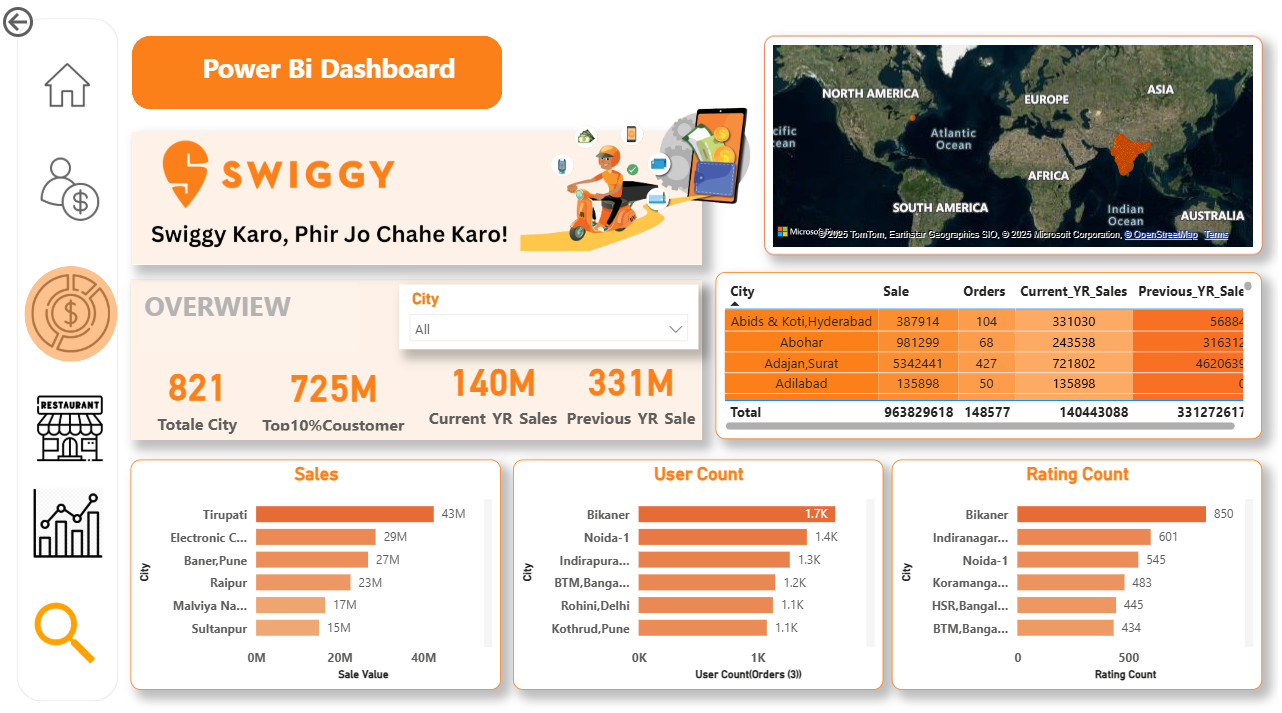 Power Bi Dashboard
SWIGGY
Swiggy Karo, Phir Jo Chahe Karo!
NORTH AMERICA
EUROPE
ASIA
cific
cean
Atlantic
Ocean
AFRICA
SOUTH AMERICA
Indian
Ocean
AUSTRALIA
© 2025 TomTom, Earthstar Geographics SIO, © 2025 Microsoft Corporation, © OpenStreetMap Terms
RESTAURANT
OVERWIEW
City
All
821
Totale City
725M
Top10%Coustomer
140M
Current YR Sales
331M
Previous YR Sale
City Sale Orders Current_YR_Sales Previous_YR_Sale
Abids & Koti,Hyderabad 387914 104 331030 56884
Abohar 981299 68 243538 316312
Adajan,Surat 5342441 427 721802 4620639
Adilabad 135898 50 135898 0
Total 963829618 148577 140443088 331272617
Sales
City
Tirupati 43M
Electronic C... 29M
Baner,Pune 27M
Raipur 23M
Malviya Na... 17M
Sultanpur 15M
0M 20M 40M
Sale Value
User Count
City
Bikaner 1.7K
Noida-1 1.4K
Indirapura... 1.3K
BTM,Banga... 1.2K
Rohini,Delhi 1.1K
Kothrud,Pune 1.1K
0K 1K
User Count(Orders (3))
Rating Count
City
Bikaner 850
Indiranagar... 601
Noida-1 545
Koramanga... 483
HSR,Bangal... 445
BTM,Banga... 434
0 500
Rating Count